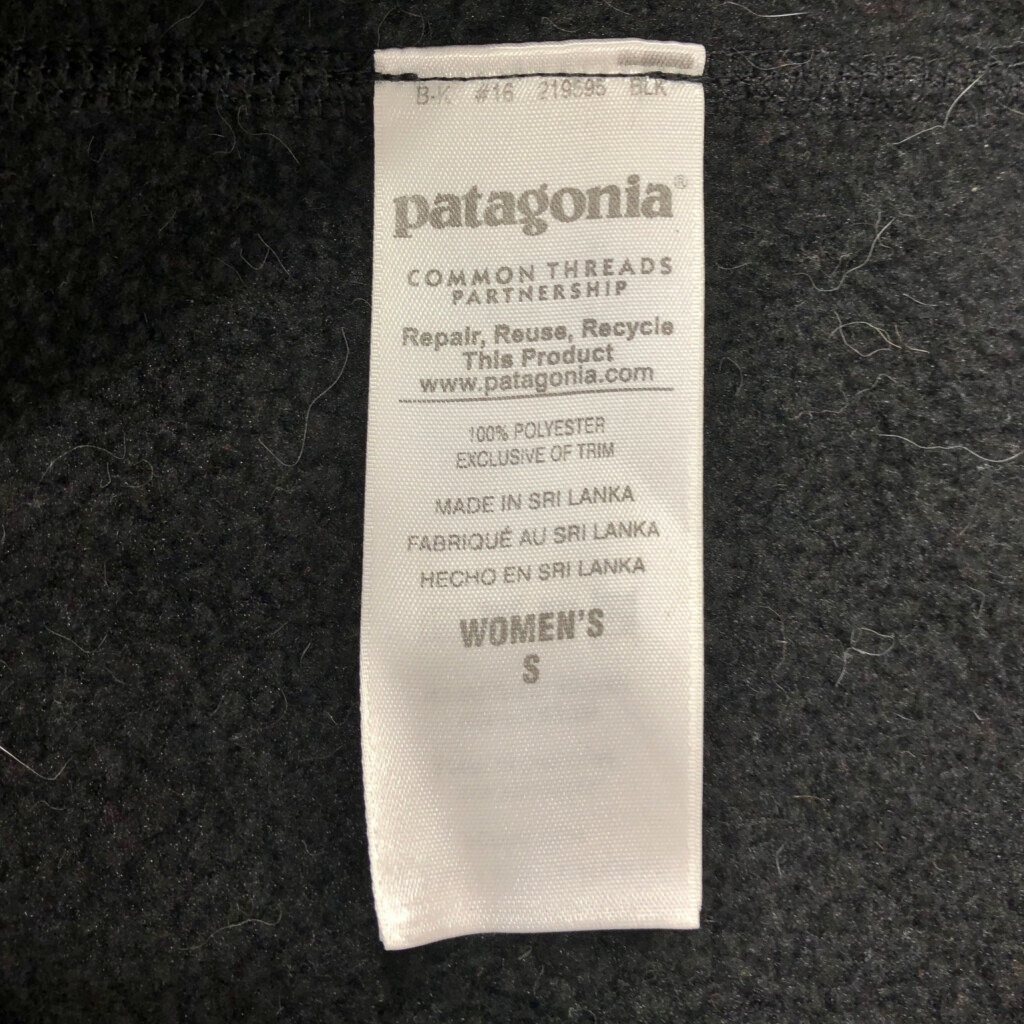 B-K #16 219595 BLK
patagonia®
COMMON THREADS
PARTNERSHIP
Repair, Reuse, Recycle
This Product
www.patagonia.com
100% POLYESTER
EXCLUSIVE OF TRIM
MADE IN SRI LANKA
FABRIQUÉ AU SRI LANKA
HECHO EN SRI LANKA
WOMEN'S
S